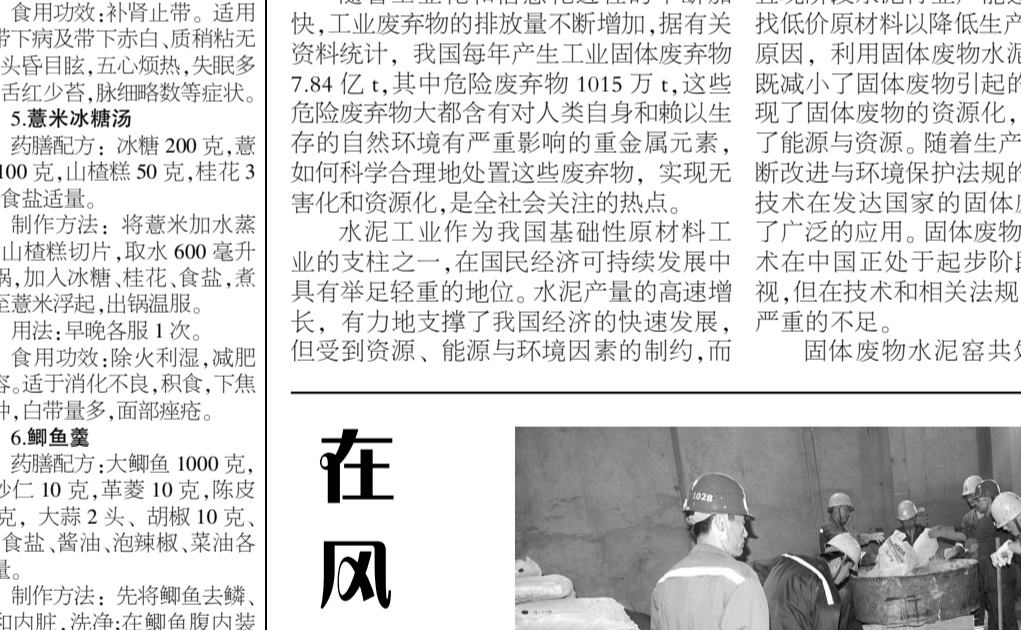 食用功效:补肾止带。适用
带下病及带下赤白、质稍粘无
头昏目眩,五心烦热,失眠多
舌红少苔,脉细略数等症状。
5.薏米冰糖汤
药膳配方：冰糖 200 克,薏
100 克,山楂糕 50 克,桂花 3
食盐适量。
制作方法：将薏米加水蒸
山楂糕切片,取水 600 毫升
锅,加入冰糖、桂花、食盐,煮
至薏米浮起,出锅温服。
用法:早晚各服 1 次。
食用功效:除火利湿,减肥
容。适于消化不良,积食,下焦
肿,白带量多,面部痤疮。
6.鲫鱼羹
药膳配方:大鲫鱼 1000 克,
砂仁 10 克,革菱 10 克,陈皮
克，大蒜 2 头、胡椒 10 克、
食盐、酱油、泡辣椒、菜油各
量。
制作方法：先将鲫鱼去鳞、
和内脏,洗净;在鲫鱼腹内装
快,工业废弃物的排放量不断增加,据有关
资料统计，我国每年产生工业固体废弃物
7.84 亿 t,其中危险废弃物 1015 万 t,这些
危险废弃物大都含有对人类自身和赖以生
存的自然环境有严重影响的重金属元素，
如何科学合理地处置这些废弃物，实现无
害化和资源化,是全社会关注的热点。
水泥工业作为我国基础性原材料工
业的支柱之一,在国民经济可持续发展中
具有举足轻重的地位。水泥产量的高速增
长，有力地支撑了我国经济的快速发展，
但受到资源、能源与环境因素的制约,而
找低价原材料以降低生产
原因，利用固体废物水泥
既减小了固体废物引起的
现了固体废物的资源化，
了能源与资源。随着生产
断改进与环境保护法规的
技术在发达国家的固体废
了广泛的应用。固体废物
术在中国正处于起步阶段
视,但在技术和相关法规
严重的不足。
固体废物水泥窑共处
在
风
1028